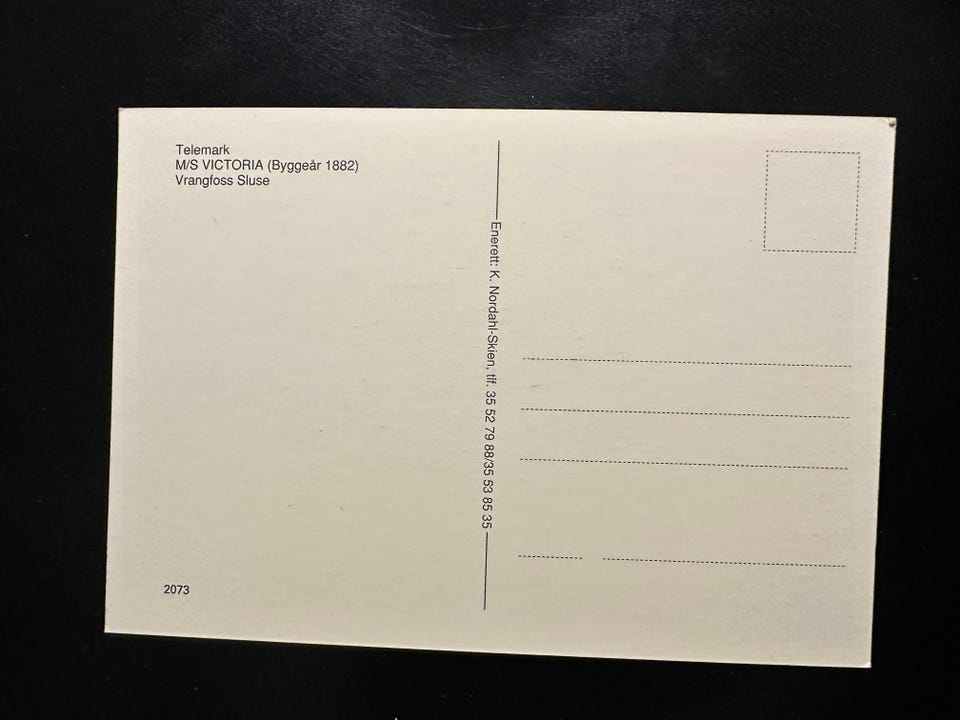 Telemark
M/S VICTORIA (Byggeår 1882)
Vrangfoss Sluse
Enerett: K. Nordahl-Skien, tlf. 35 52 79 88/35 53 85 35
2073